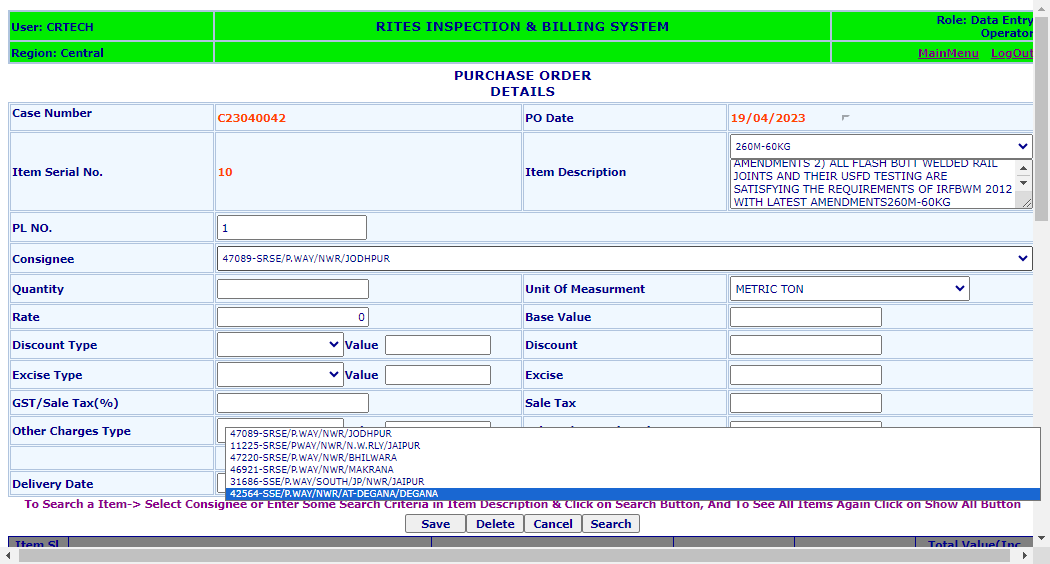 User: CRTECH
RITES INSPECTION & BILLING SYSTEM
Role: Data Entry
Operator
Region: Central
MainMenu LogOut
PURCHASE ORDER
DETAILS
Case Number
C23040042
PO Date
19/04/2023
Item Serial No.
10
Item Description
260M-60KG
AMENDMENTS 2) ALL FLASH BUTT WELDED RAIL
JOINTS AND THEIR USFD TESTING ARE
SATISFYING THE REQUIREMENTS OF IRFBWM 2012
WITH LATEST AMENDMENTS260M-60KG
PL NO.
1
Consignee
47089-SRSE/P.WAY/NWR/JODHPUR
Quantity
Unit Of Measurment
METRIC TON
Rate
0
Base Value
Discount Type
Value
Discount
Excise Type
Value
Excise
GST/Sale Tax(%)
Sale Tax
Other Charges Type
47089-SRSE/P.WAY/NWR/JODHPUR
11225-SRSE/PWAY/NWR/N.W.RLY/JAIPUR
47220-SRSE/P.WAY/NWR/BHILWARA
46921-SRSE/P.WAY/NWR/MAKRANA
31686-SSE/P.WAY/SOUTH/JP/NWR/JAIPUR
42564-SSE/P.WAY/NWR/AT-DEGANA/DEGANA
Delivery Date
To Search a Item-> Select Consignee or Enter Some Search Criteria in Item Description & Click on Search Button, And To See All Items Again Click on Show All Button
Save Delete Cancel Search
Item Sl
Total Value(Inc